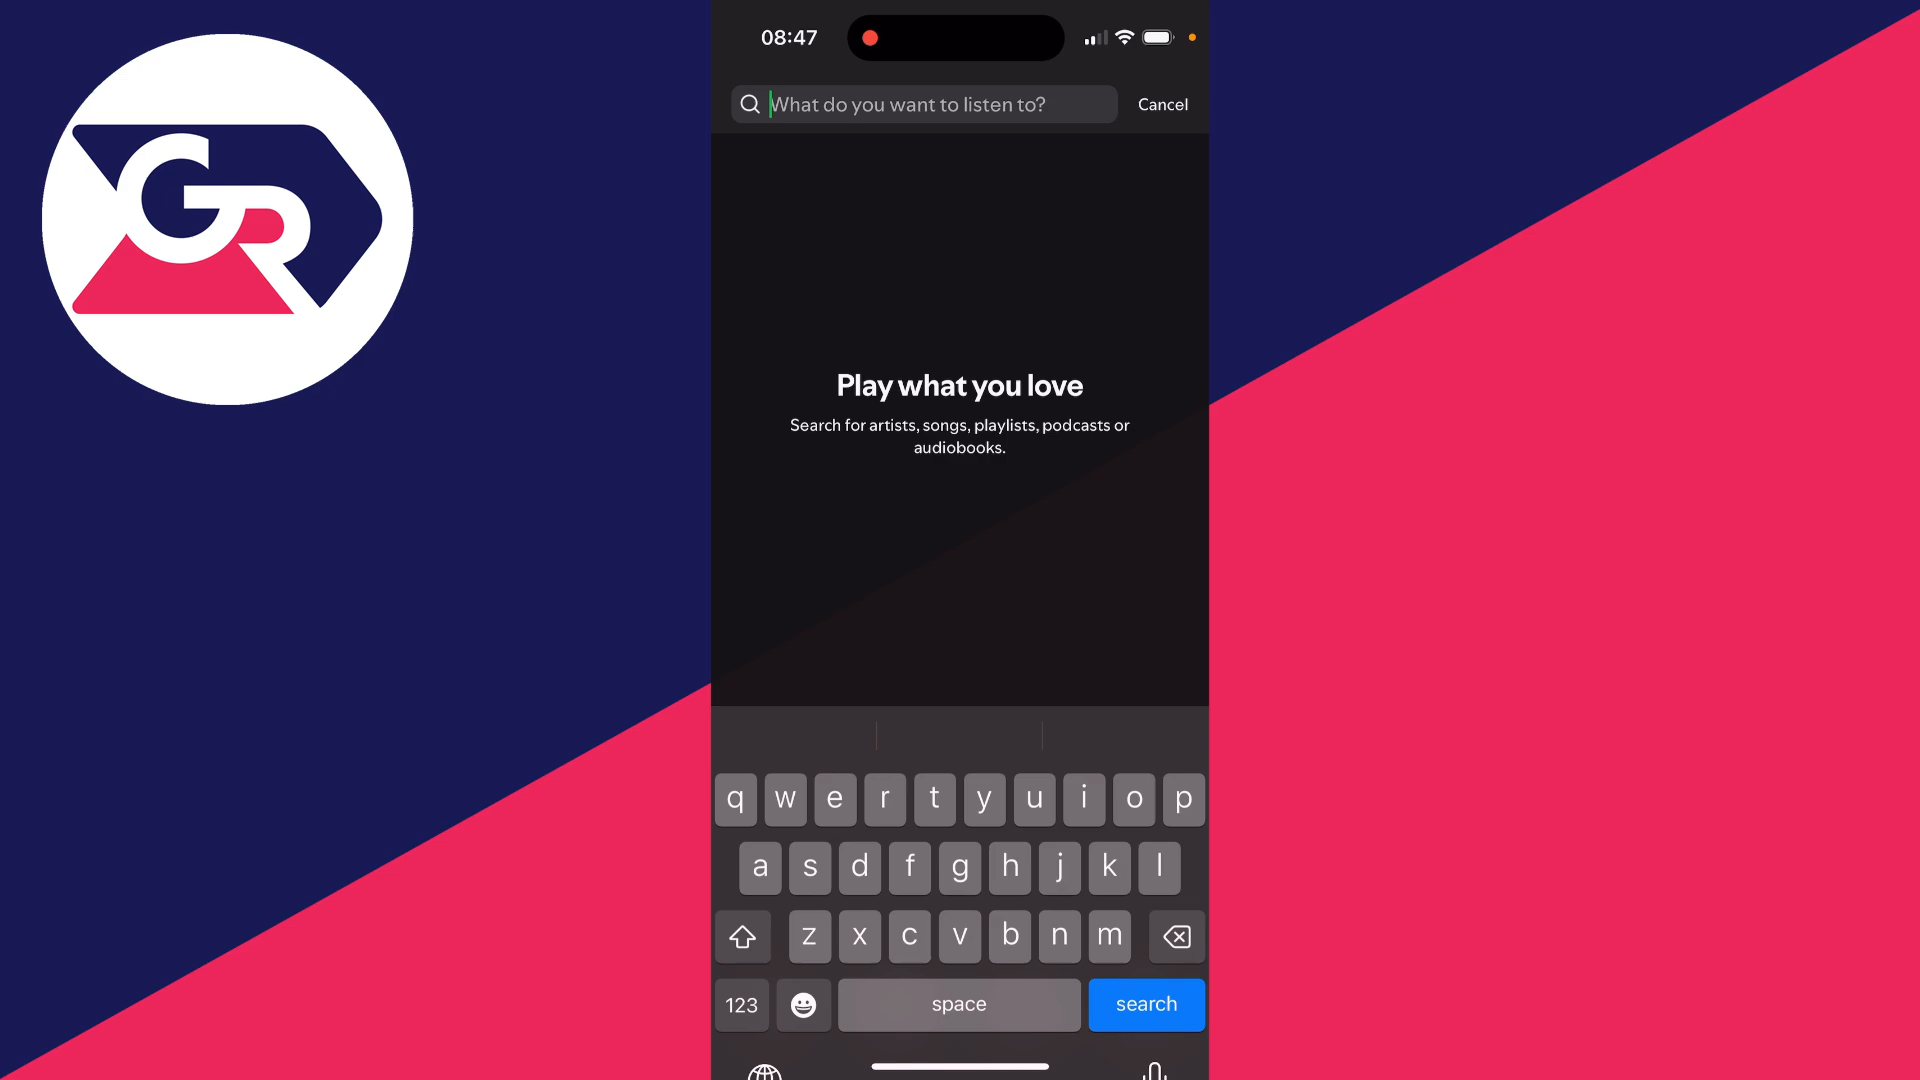 GR
08:47
What do you want to listen to?
Cancel
Play what you love
Search for artists, songs, playlists, podcasts or
audiobooks.
q w e r t y u i o p
a s d f g h j k l
z x c v b n m
123
space
search